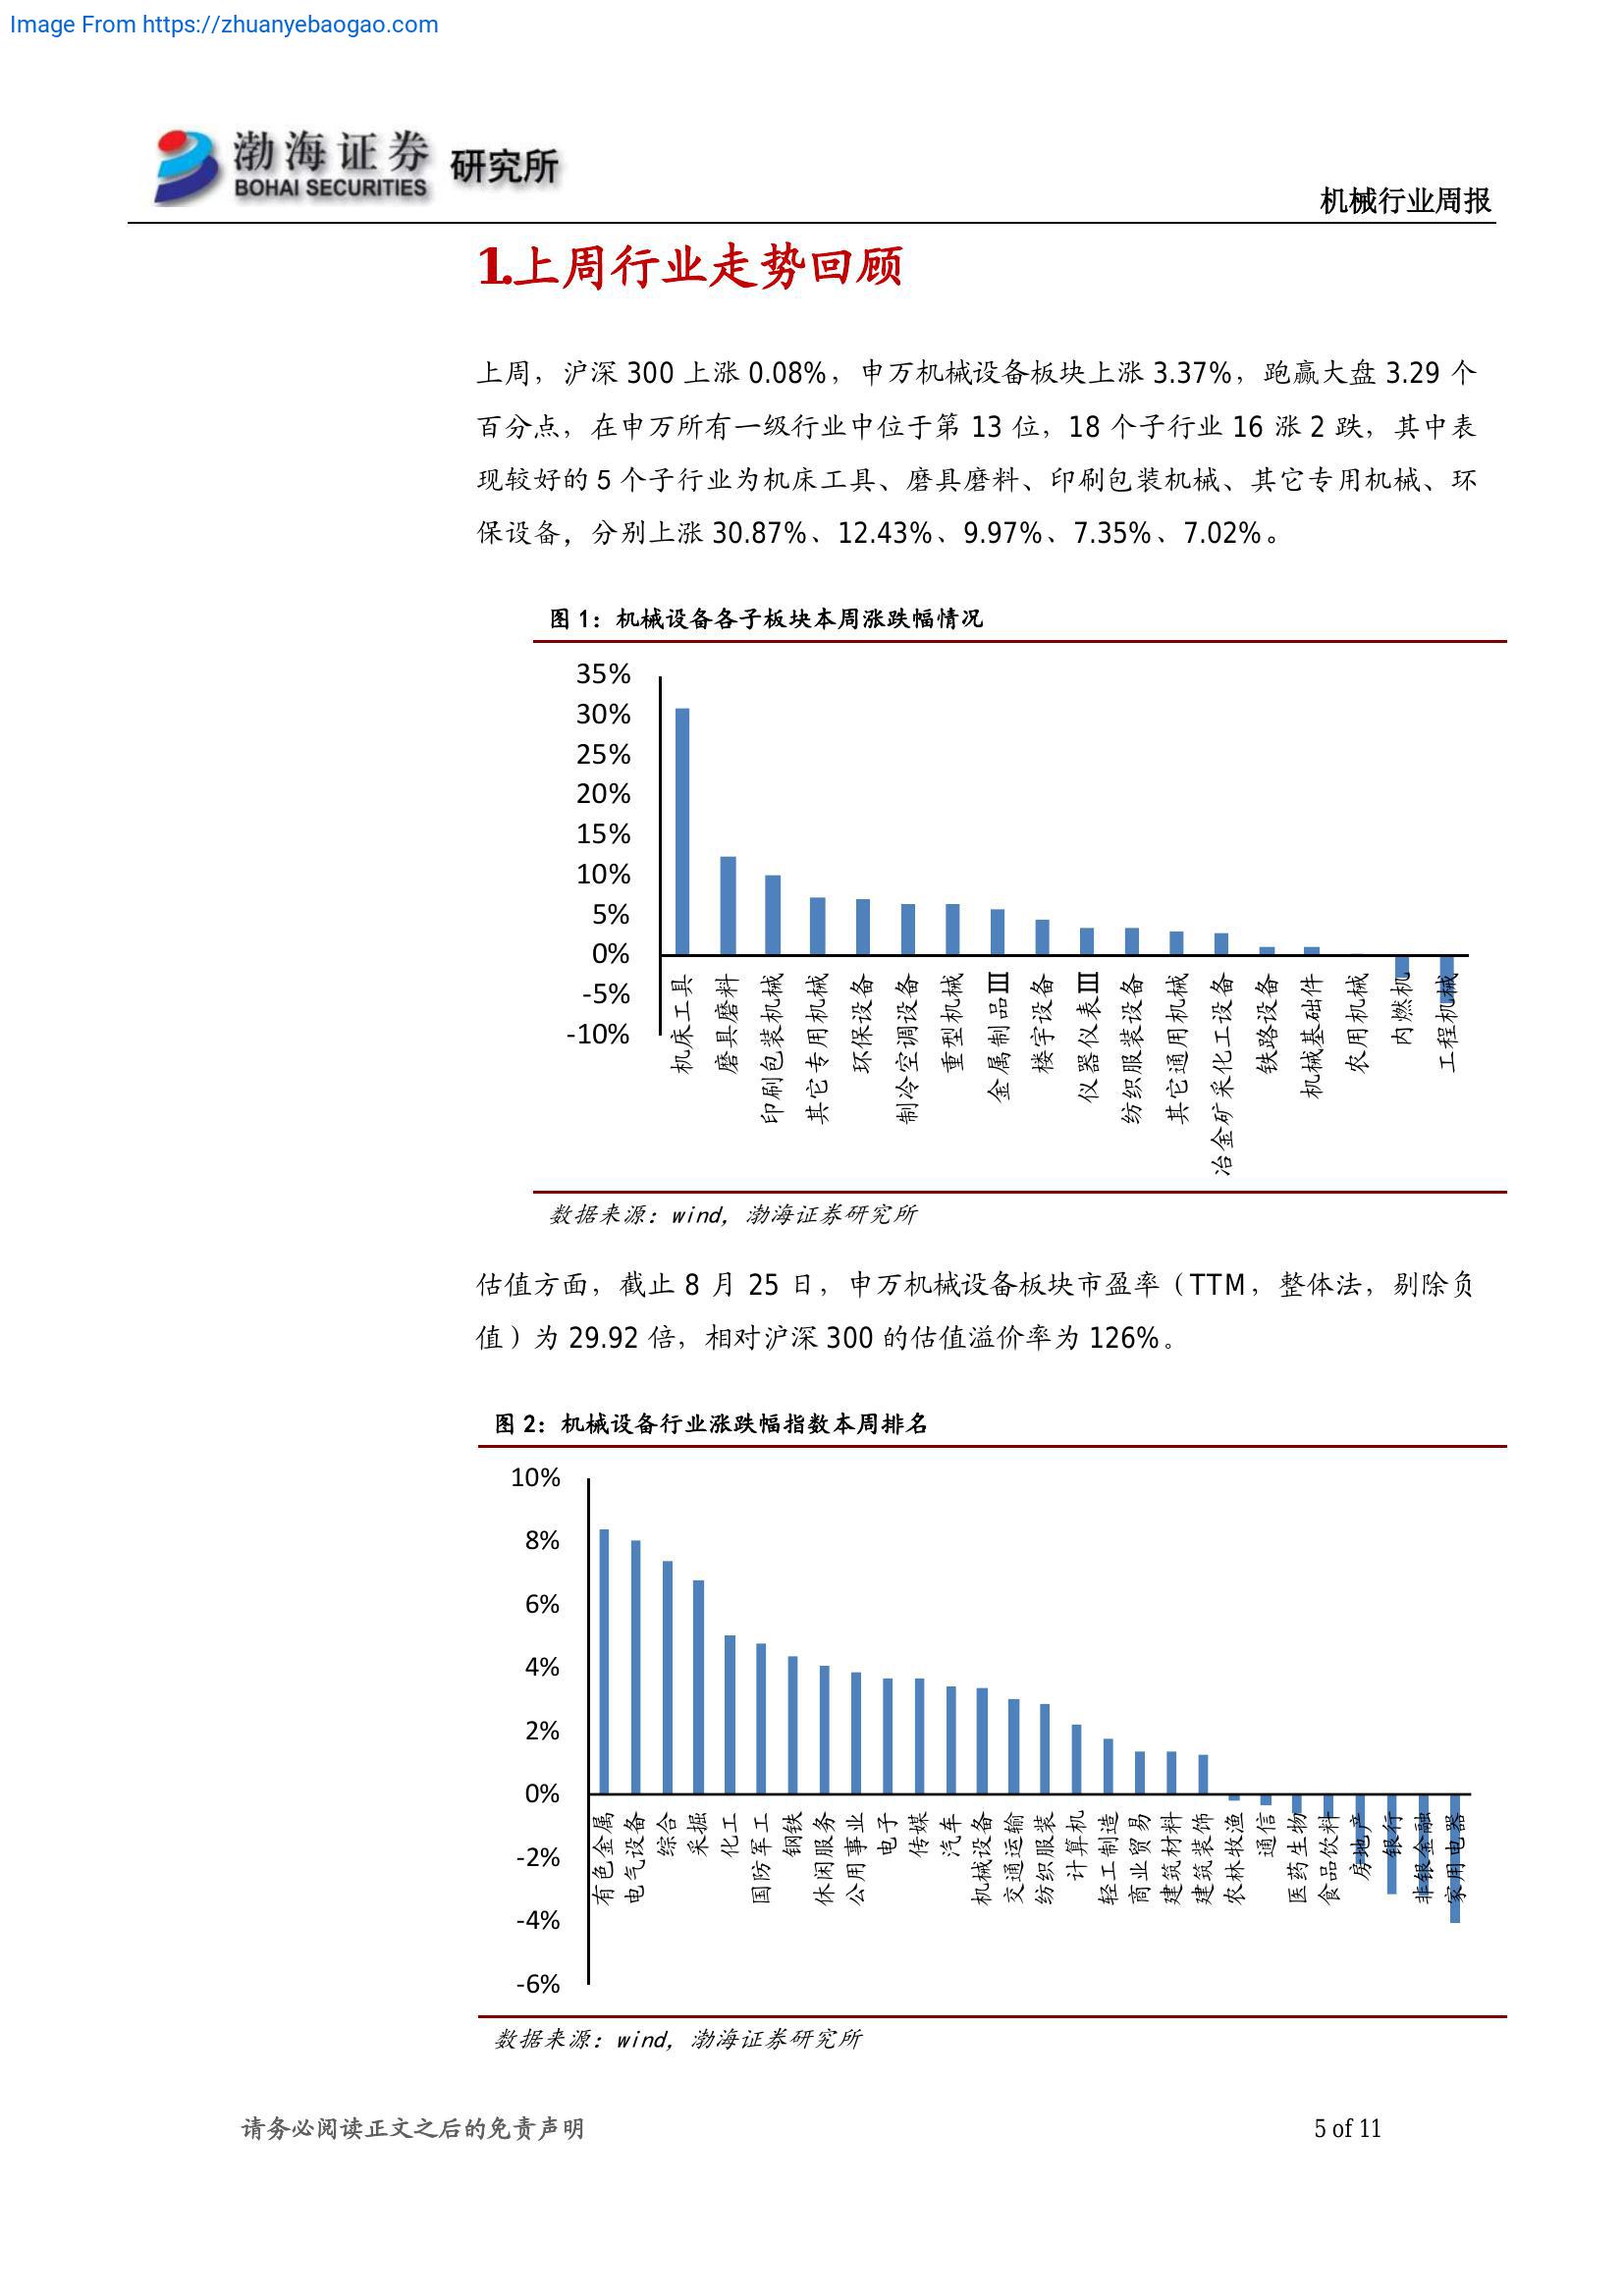 Image From https://zhuanyebaogao.com
渤海证券 研究所
BOHAI SECURITIES
机械行业周报
1.上周行业走势回顾
上周，沪深 300 上涨 0.08%，申万机械设备板块上涨 3.37%，跑赢大盘 3.29 个
百分点，在申万所有一级行业中位于第 13 位，18 个子行业 16 涨 2 跌，其中表
现较好的 5 个子行业为机床工具、磨具磨料、印刷包装机械、其它专用机械、环
保设备，分别上涨 30.87%、12.43%、9.97%、7.35%、7.02%。
图 1：机械设备各子板块本周涨跌幅情况
35%
30%
25%
20%
15%
10%
5%
0%
-5%
-10%
机床工具
磨具磨料
印刷包装机械
其它专用机械
环保设备
制冷空调设备
重型机械
金属制品Ⅲ
楼宇设备
仪器仪表Ⅲ
纺织服装设备
其它通用机械
冶金矿采化工设备
铁路设备
机械基础件
农用机械
内燃机
工程机械
数据来源：wind，渤海证券研究所
估值方面，截止 8 月 25 日，申万机械设备板块市盈率（TTM，整体法，剔除负
值）为 29.92 倍，相对沪深 300 的估值溢价率为 126%。
图 2：机械设备行业涨跌幅指数本周排名
10%
8%
6%
4%
2%
0%
-2%
-4%
-6%
有色金属
电气设备
综合
采掘
化工
国防军工
钢铁
休闲服务
公用事业
电子
传媒
汽车
机械设备
交通运输
纺织服装
计算机
轻工制造
商业贸易
建筑材料
建筑装饰
农林牧渔
通信
医药生物
食品饮料
房地产
银行
非银金融
家用电器
数据来源：wind，渤海证券研究所
请务必阅读正文之后的免责声明
5 of 11